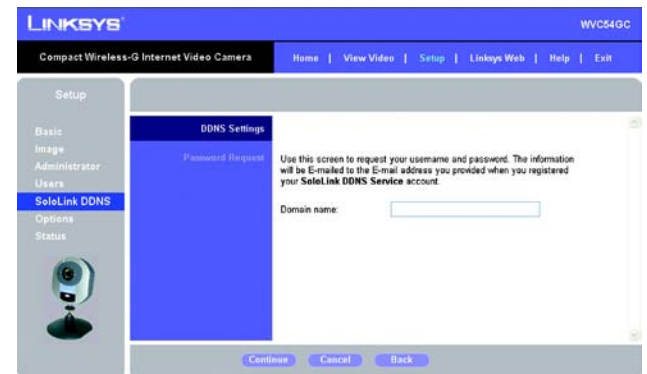 LINKSYS
WVC54GC
Compact Wireless-G Internet Video Camera
Home | View Video | Setup | Linksys Web | Help | Exit
Setup
Basic
Image
Administrator
Users
SoloLink DDNS
Options
Status
DDNS Settings
Password Request
Use this screen to request your username and password. The information
will be E-mailed to the E-mail address you provided when you registered
your SoloLink DDNS Service account.
Domain name:
Continue
Cancel
Back